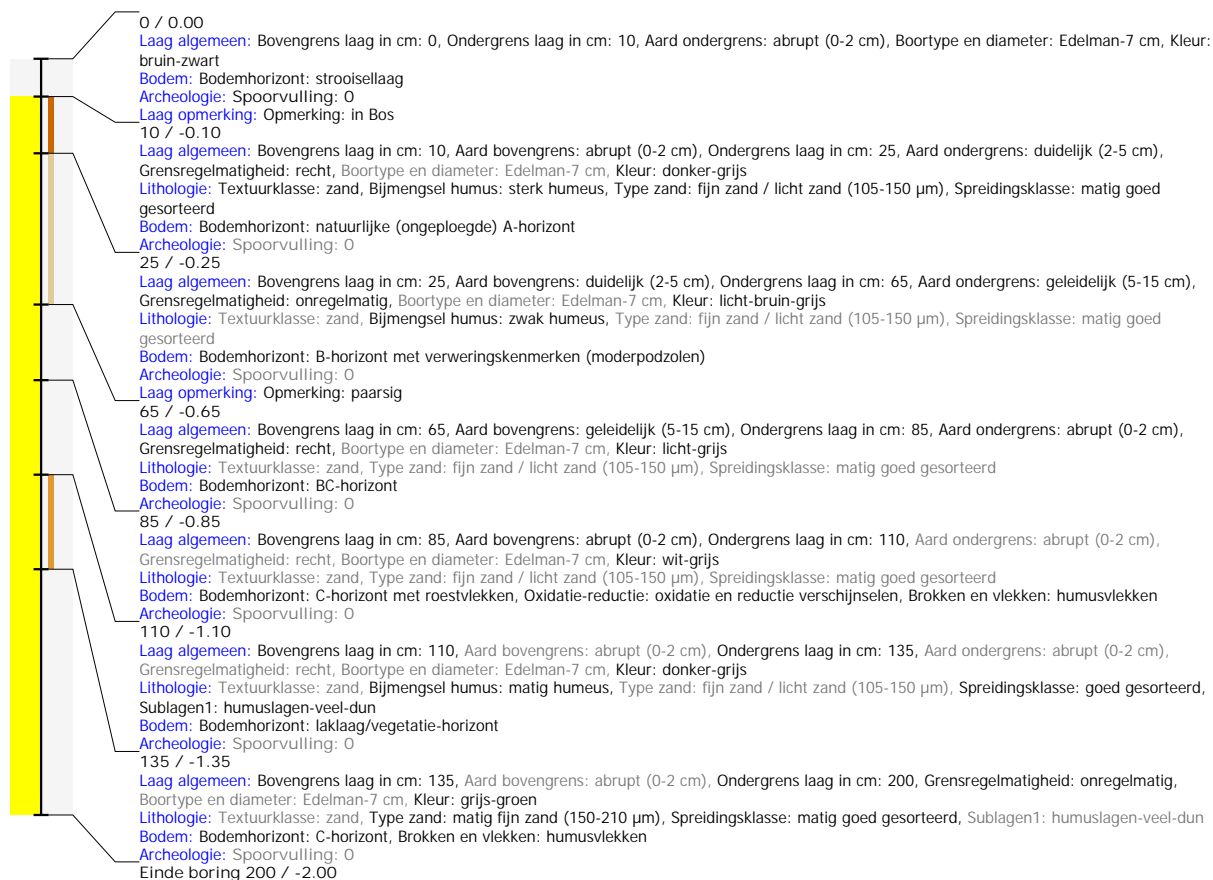 0 / 0.00
Laag algemeen: Bovengrens laag in cm: 0, Ondergrens laag in cm: 10, Aard ondergrens: abrupt (0-2 cm), Boortype en diameter: Edelman-7 cm, Kleur:
bruin-zwart
Bodem: Bodemhorizont: strooisellaag
Archeologie: Spoorvulling: 0
Laag opmerking: Opmerking: in Bos
10 / -0.10
Laag algemeen: Bovengrens laag in cm: 10, Aard bovengrens: abrupt (0-2 cm), Ondergrens laag in cm: 25, Aard ondergrens: duidelijk (2-5 cm),
Grensregelmatigheid: recht, Boortype en diameter: Edelman-7 cm, Kleur: donker-grijs
Lithologie: Textuurklasse: zand, Bijmengsel humus: sterk humeus, Type zand: fijn zand / licht zand (105-150 µm), Spreidingsklasse: matig goed
gesorteerd
Bodem: Bodemhorizont: natuurlijke (ongeploegde) A-horizont
Archeologie: Spoorvulling: 0
25 / -0.25
Laag algemeen: Bovengrens laag in cm: 25, Aard bovengrens: duidelijk (2-5 cm), Ondergrens laag in cm: 65, Aard ondergrens: geleidelijk (5-15 cm),
Grensregelmatigheid: onregelmatig, Boortype en diameter: Edelman-7 cm, Kleur: licht-bruin-grijs
Lithologie: Textuurklasse: zand, Bijmengsel humus: zwak humeus, Type zand: fijn zand / licht zand (105-150 µm), Spreidingsklasse: matig goed
gesorteerd
Bodem: Bodemhorizont: B-horizont met verweringskenmerken (moderpodzolen)
Archeologie: Spoorvulling: 0
Laag opmerking: Opmerking: paarsig
65 / -0.65
Laag algemeen: Bovengrens laag in cm: 65, Aard bovengrens: geleidelijk (5-15 cm), Ondergrens laag in cm: 85, Aard ondergrens: abrupt (0-2 cm),
Grensregelmatigheid: recht, Boortype en diameter: Edelman-7 cm, Kleur: licht-grijs
Lithologie: Textuurklasse: zand, Type zand: fijn zand / licht zand (105-150 µm), Spreidingsklasse: matig goed gesorteerd
Bodem: Bodemhorizont: BC-horizont
Archeologie: Spoorvulling: 0
85 / -0.85
Laag algemeen: Bovengrens laag in cm: 85, Aard bovengrens: abrupt (0-2 cm), Ondergrens laag in cm: 110, Aard ondergrens: abrupt (0-2 cm),
Grensregelmatigheid: recht, Boortype en diameter: Edelman-7 cm, Kleur: wit-grijs
Lithologie: Textuurklasse: zand, Type zand: fijn zand / licht zand (105-150 µm), Spreidingsklasse: matig goed gesorteerd
Bodem: Bodemhorizont: C-horizont met roestvlekken, Oxidatie-reductie: oxidatie en reductie verschijnselen, Brokken en vlekken: humusvlekken
Archeologie: Spoorvulling: 0
110 / -1.10
Laag algemeen: Bovengrens laag in cm: 110, Aard bovengrens: abrupt (0-2 cm), Ondergrens laag in cm: 135, Aard ondergrens: abrupt (0-2 cm),
Grensregelmatigheid: recht, Boortype en diameter: Edelman-7 cm, Kleur: donker-grijs
Lithologie: Textuurklasse: zand, Bijmengsel humus: matig humeus, Type zand: fijn zand / licht zand (105-150 µm), Spreidingsklasse: goed gesorteerd,
Sublagen1: humuslagen-veel-dun
Bodem: Bodemhorizont: laklaag/vegetatie-horizont
Archeologie: Spoorvulling: 0
135 / -1.35
Laag algemeen: Bovengrens laag in cm: 135, Aard bovengrens: abrupt (0-2 cm), Ondergrens laag in cm: 200, Grensregelmatigheid: onregelmatig,
Boortype en diameter: Edelman-7 cm, Kleur: grijs-groen
Lithologie: Textuurklasse: zand, Type zand: matig fijn zand (150-210 µm), Spreidingsklasse: matig goed gesorteerd, Sublagen1: humuslagen-veel-dun
Bodem: Bodemhorizont: C-horizont, Brokken en vlekken: humusvlekken
Archeologie: Spoorvulling: 0
Einde boring 200 / -2.00